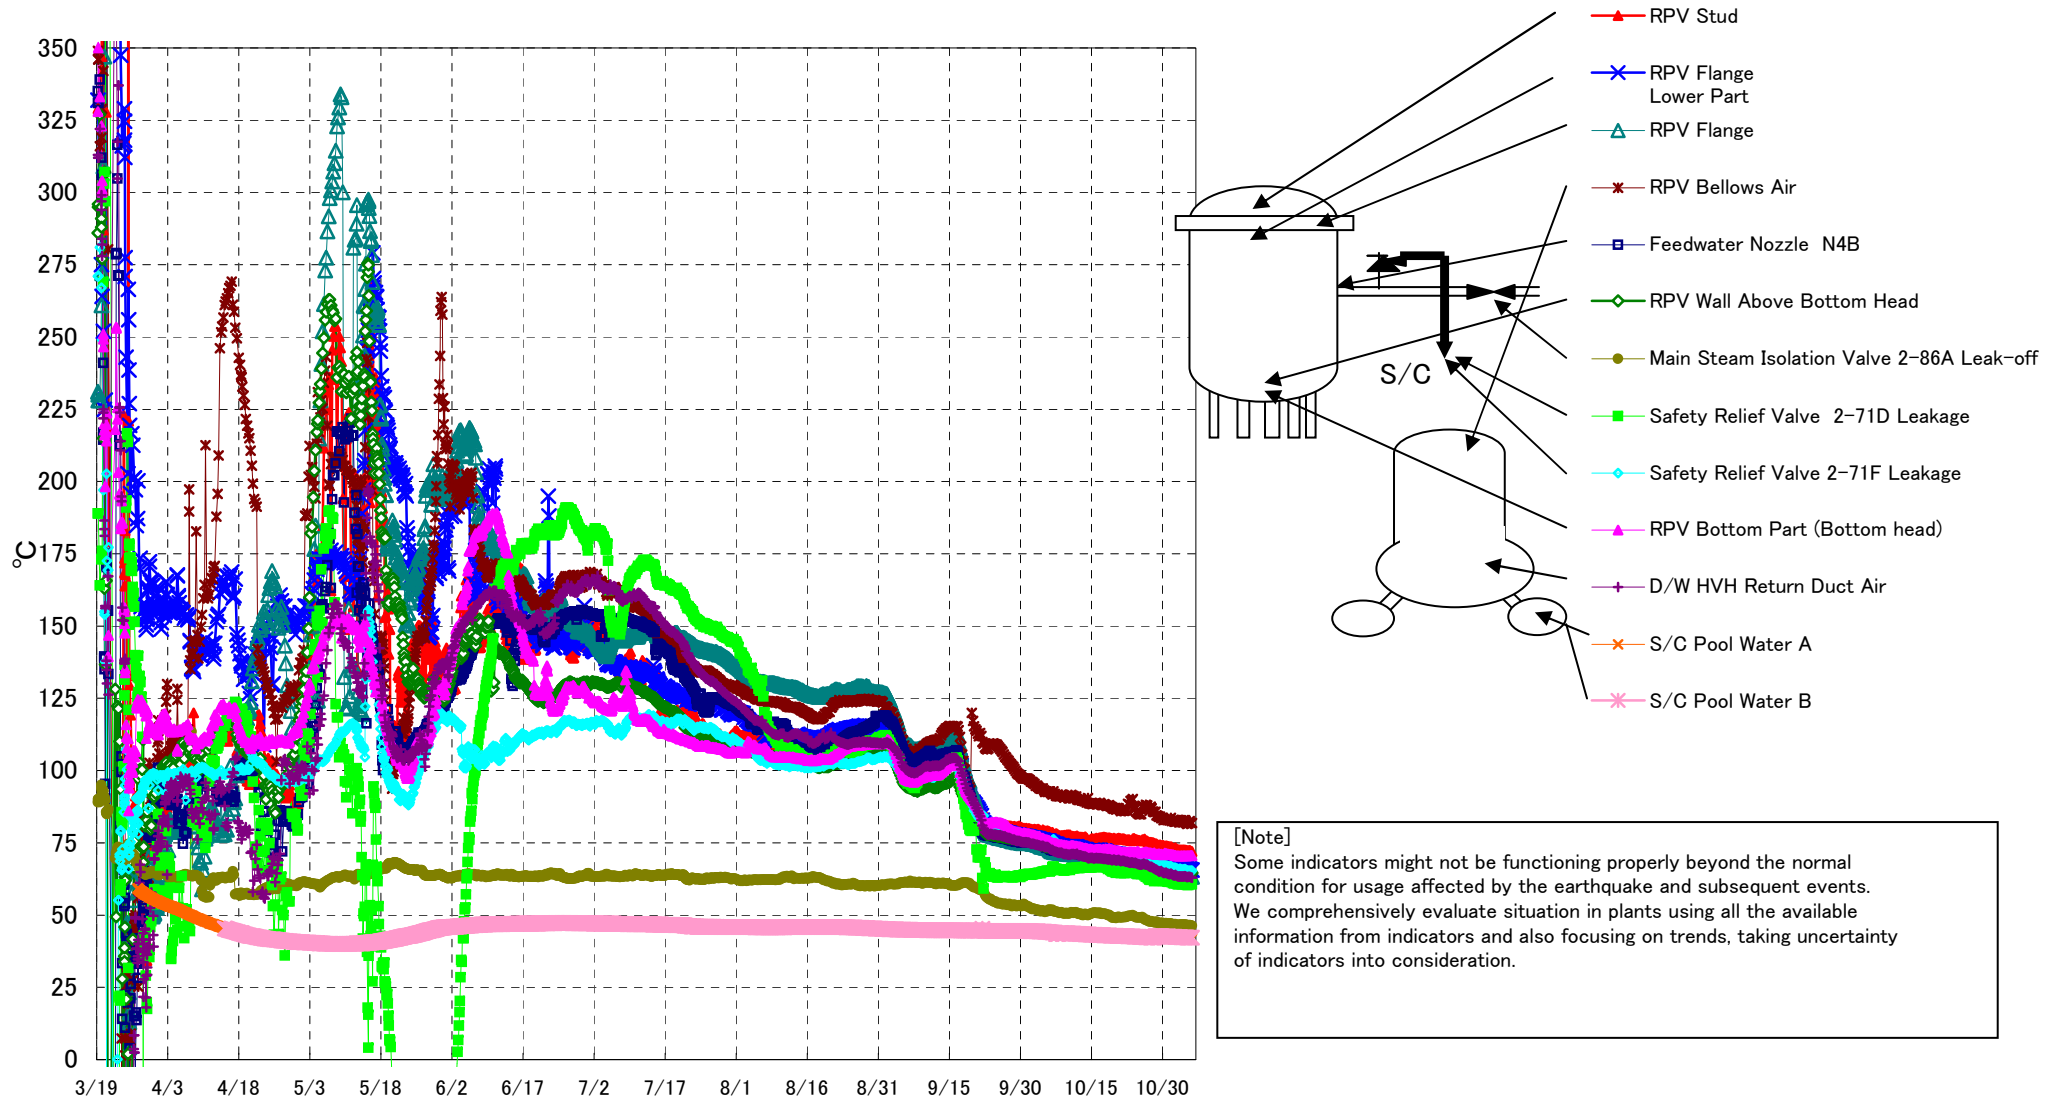 350
325
300
275
250
225
200
175
150
125
100
75
50
25
0
℃
3/19 4/3 4/18 5/3 5/18 6/2 6/17 7/2 7/17 8/1 8/16 8/31 9/15 9/30 10/15 10/30
RPV Stud
RPV Flange
Lower Part
RPV Flange
RPV Bellows Air
Feedwater Nozzle N4B
RPV Wall Above Bottom Head
Main Steam Isolation Valve 2-86A Leak-off
Safety Relief Valve 2-71D Leakage
Safety Relief Valve 2-71F Leakage
RPV Bottom Part (Bottom head)
D/W HVH Return Duct Air
S/C Pool Water A
S/C Pool Water B
S/C
[Note]
Some indicators might not be functioning properly beyond the normal
condition for usage affected by the earthquake and subsequent events.
We comprehensively evaluate situation in plants using all the available
information from indicators and also focusing on trends, taking uncertainty
of indicators into consideration.